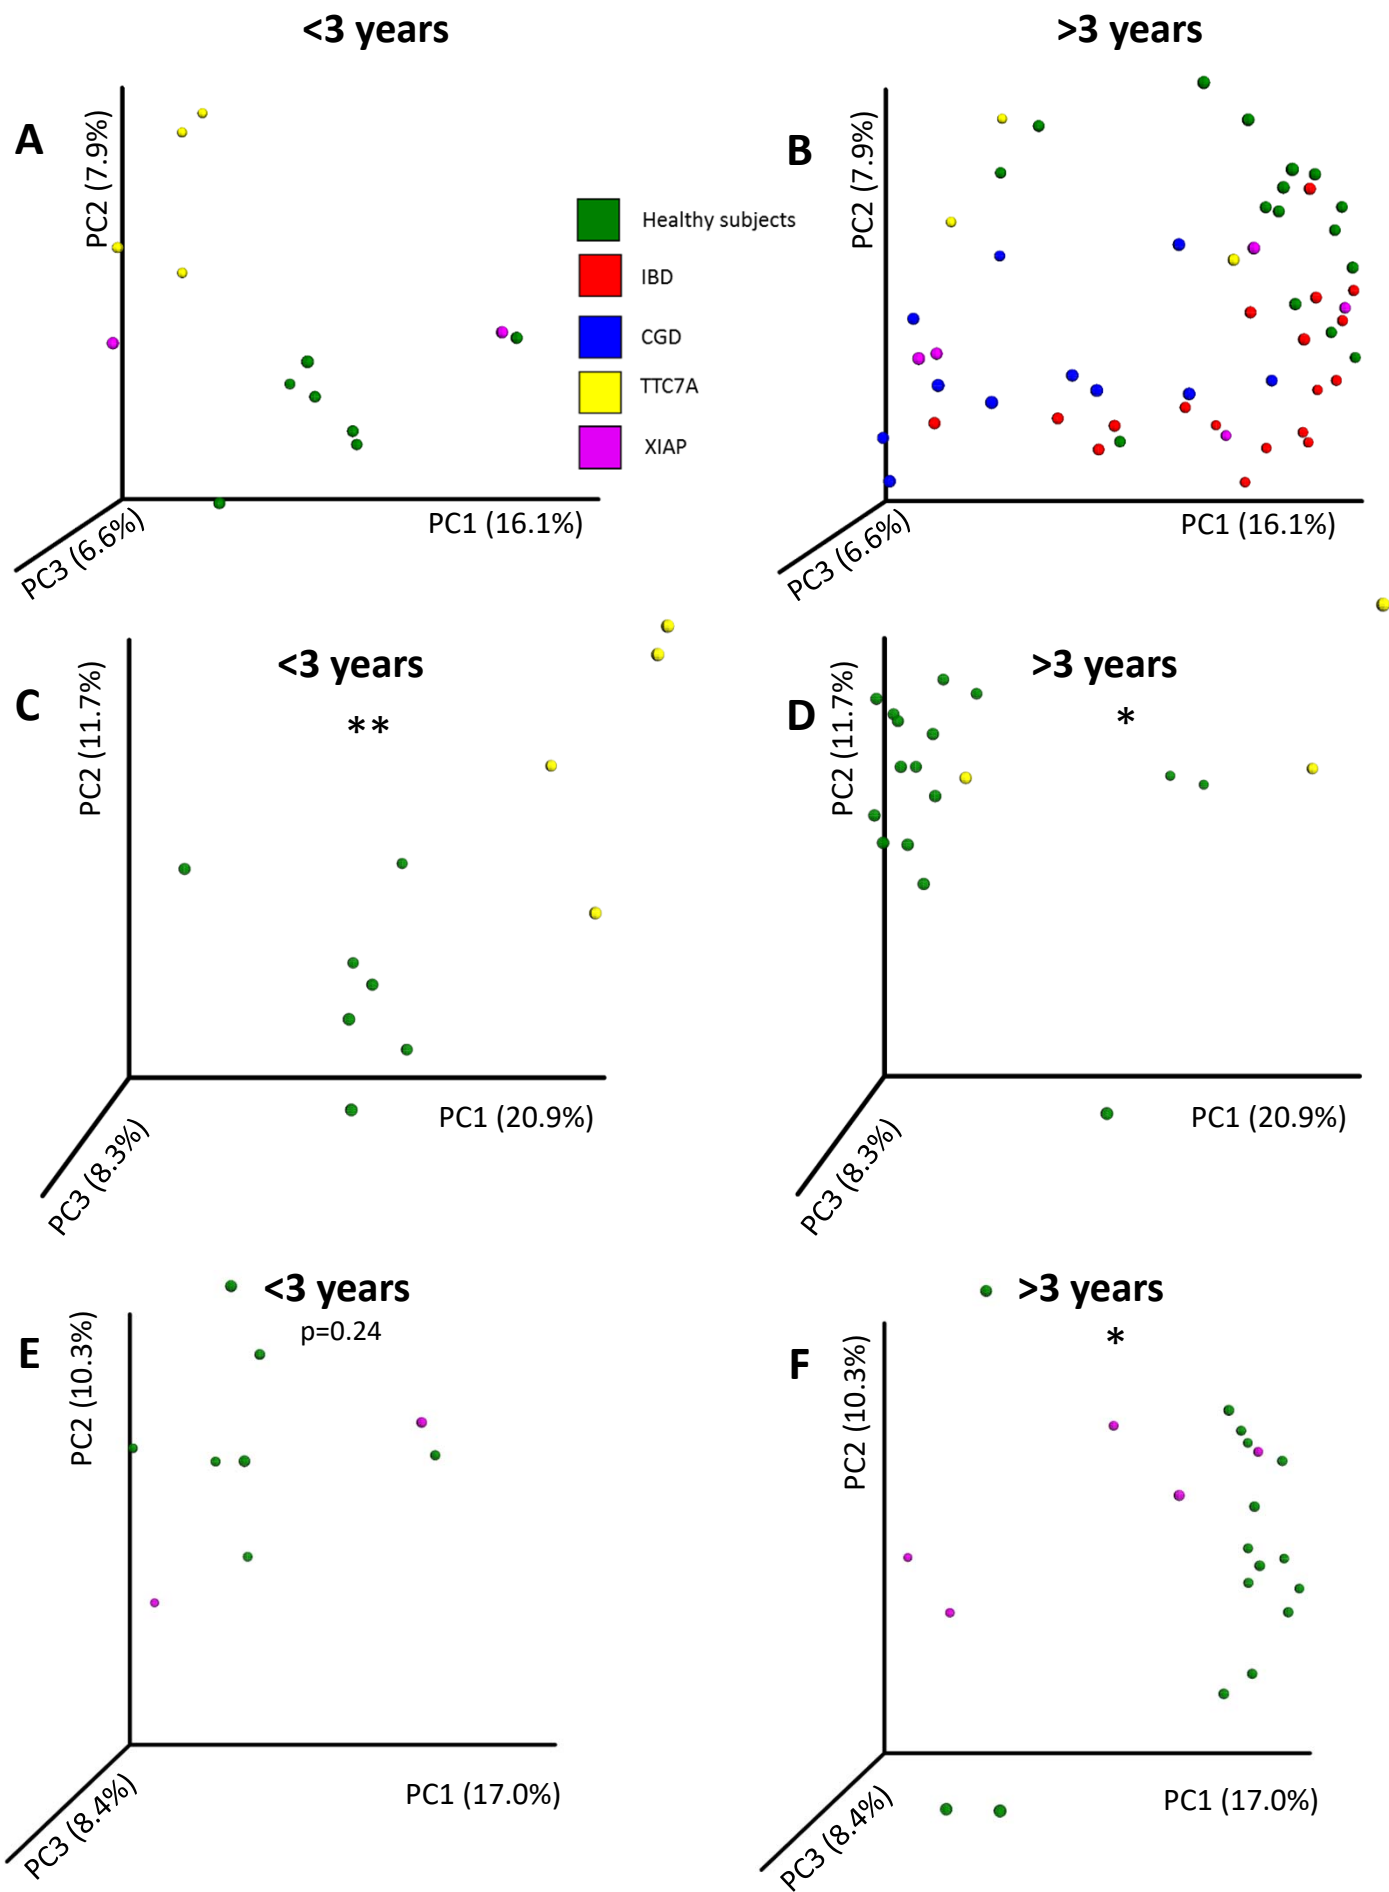 <3 years
>3 years
A
PC2 (7.9%)
Healthy subjects
IBD
CGD
TTC7A
XIAP
PC1 (16.1%)
PC3 (6.6%)
B
PC2 (7.9%)
PC1 (16.1%)
PC3 (6.6%)
<3 years
**
C
PC2 (11.7%)
PC1 (20.9%)
PC3 (8.3%)
>3 years
*
D
PC2 (11.7%)
PC1 (20.9%)
PC3 (8.3%)
<3 years
p=0.24
E
PC2 (10.3%)
PC1 (17.0%)
PC3 (8.4%)
>3 years
*
F
PC2 (10.3%)
PC1 (17.0%)
PC3 (8.4%)